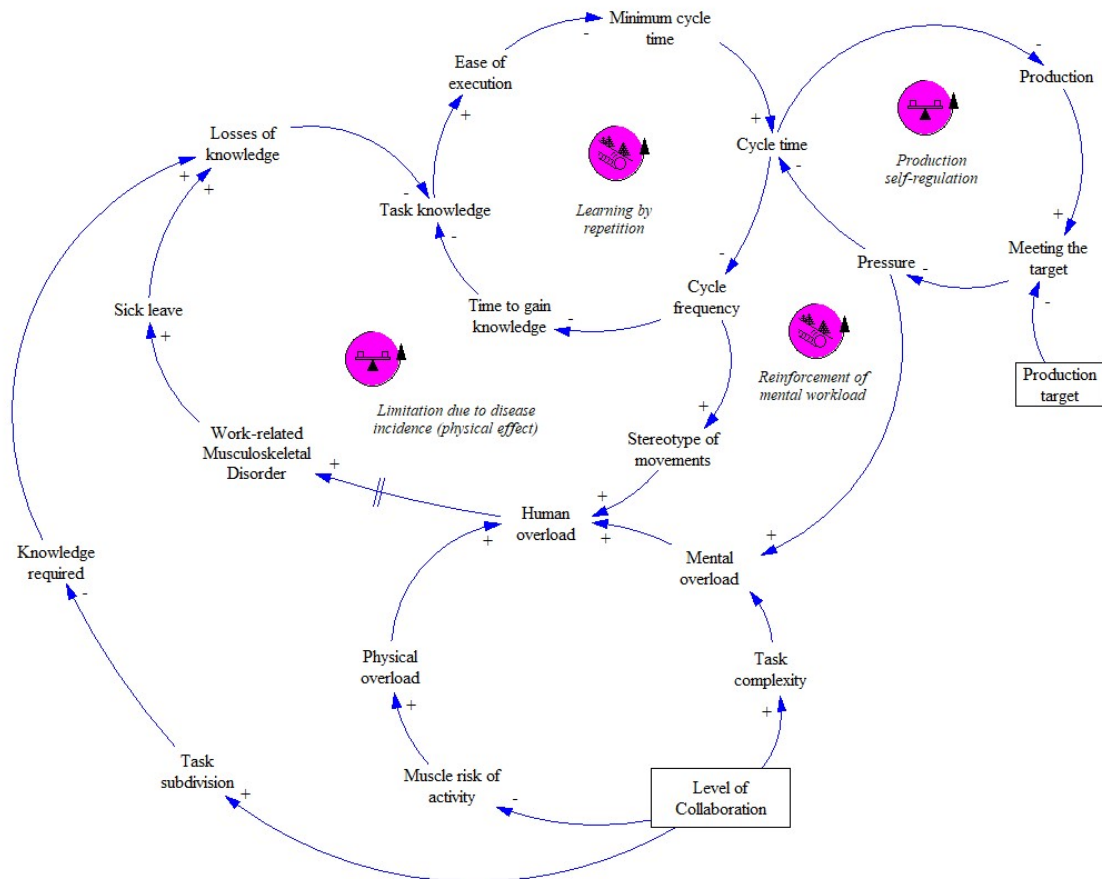 Minimum cycle
time
-
-
Ease of
execution
Production
+
Losses of
knowledge
+
Cycle time
-
Production
self-regulation
+
+
-
Task knowledge
-
Learning by
repetition
+
Meeting the
target
Pressure
-
-
Cycle
frequency
Sick leave
Time to gain
knowledge
-
-
+
Reinforcement of
mental workload
Production
target
Limitation due to disease
incidence (physical effect)
+
Work-related
Musculoskeletal
Disorder
+
Stereotype of
movements
+
Human
overload
+
+
+
Knowledge
required
-
Mental
overload
Physical
overload
Task
complexity
+
+
Task
subdivision
+
Muscle risk of
activity
-
Level of
Collaboration